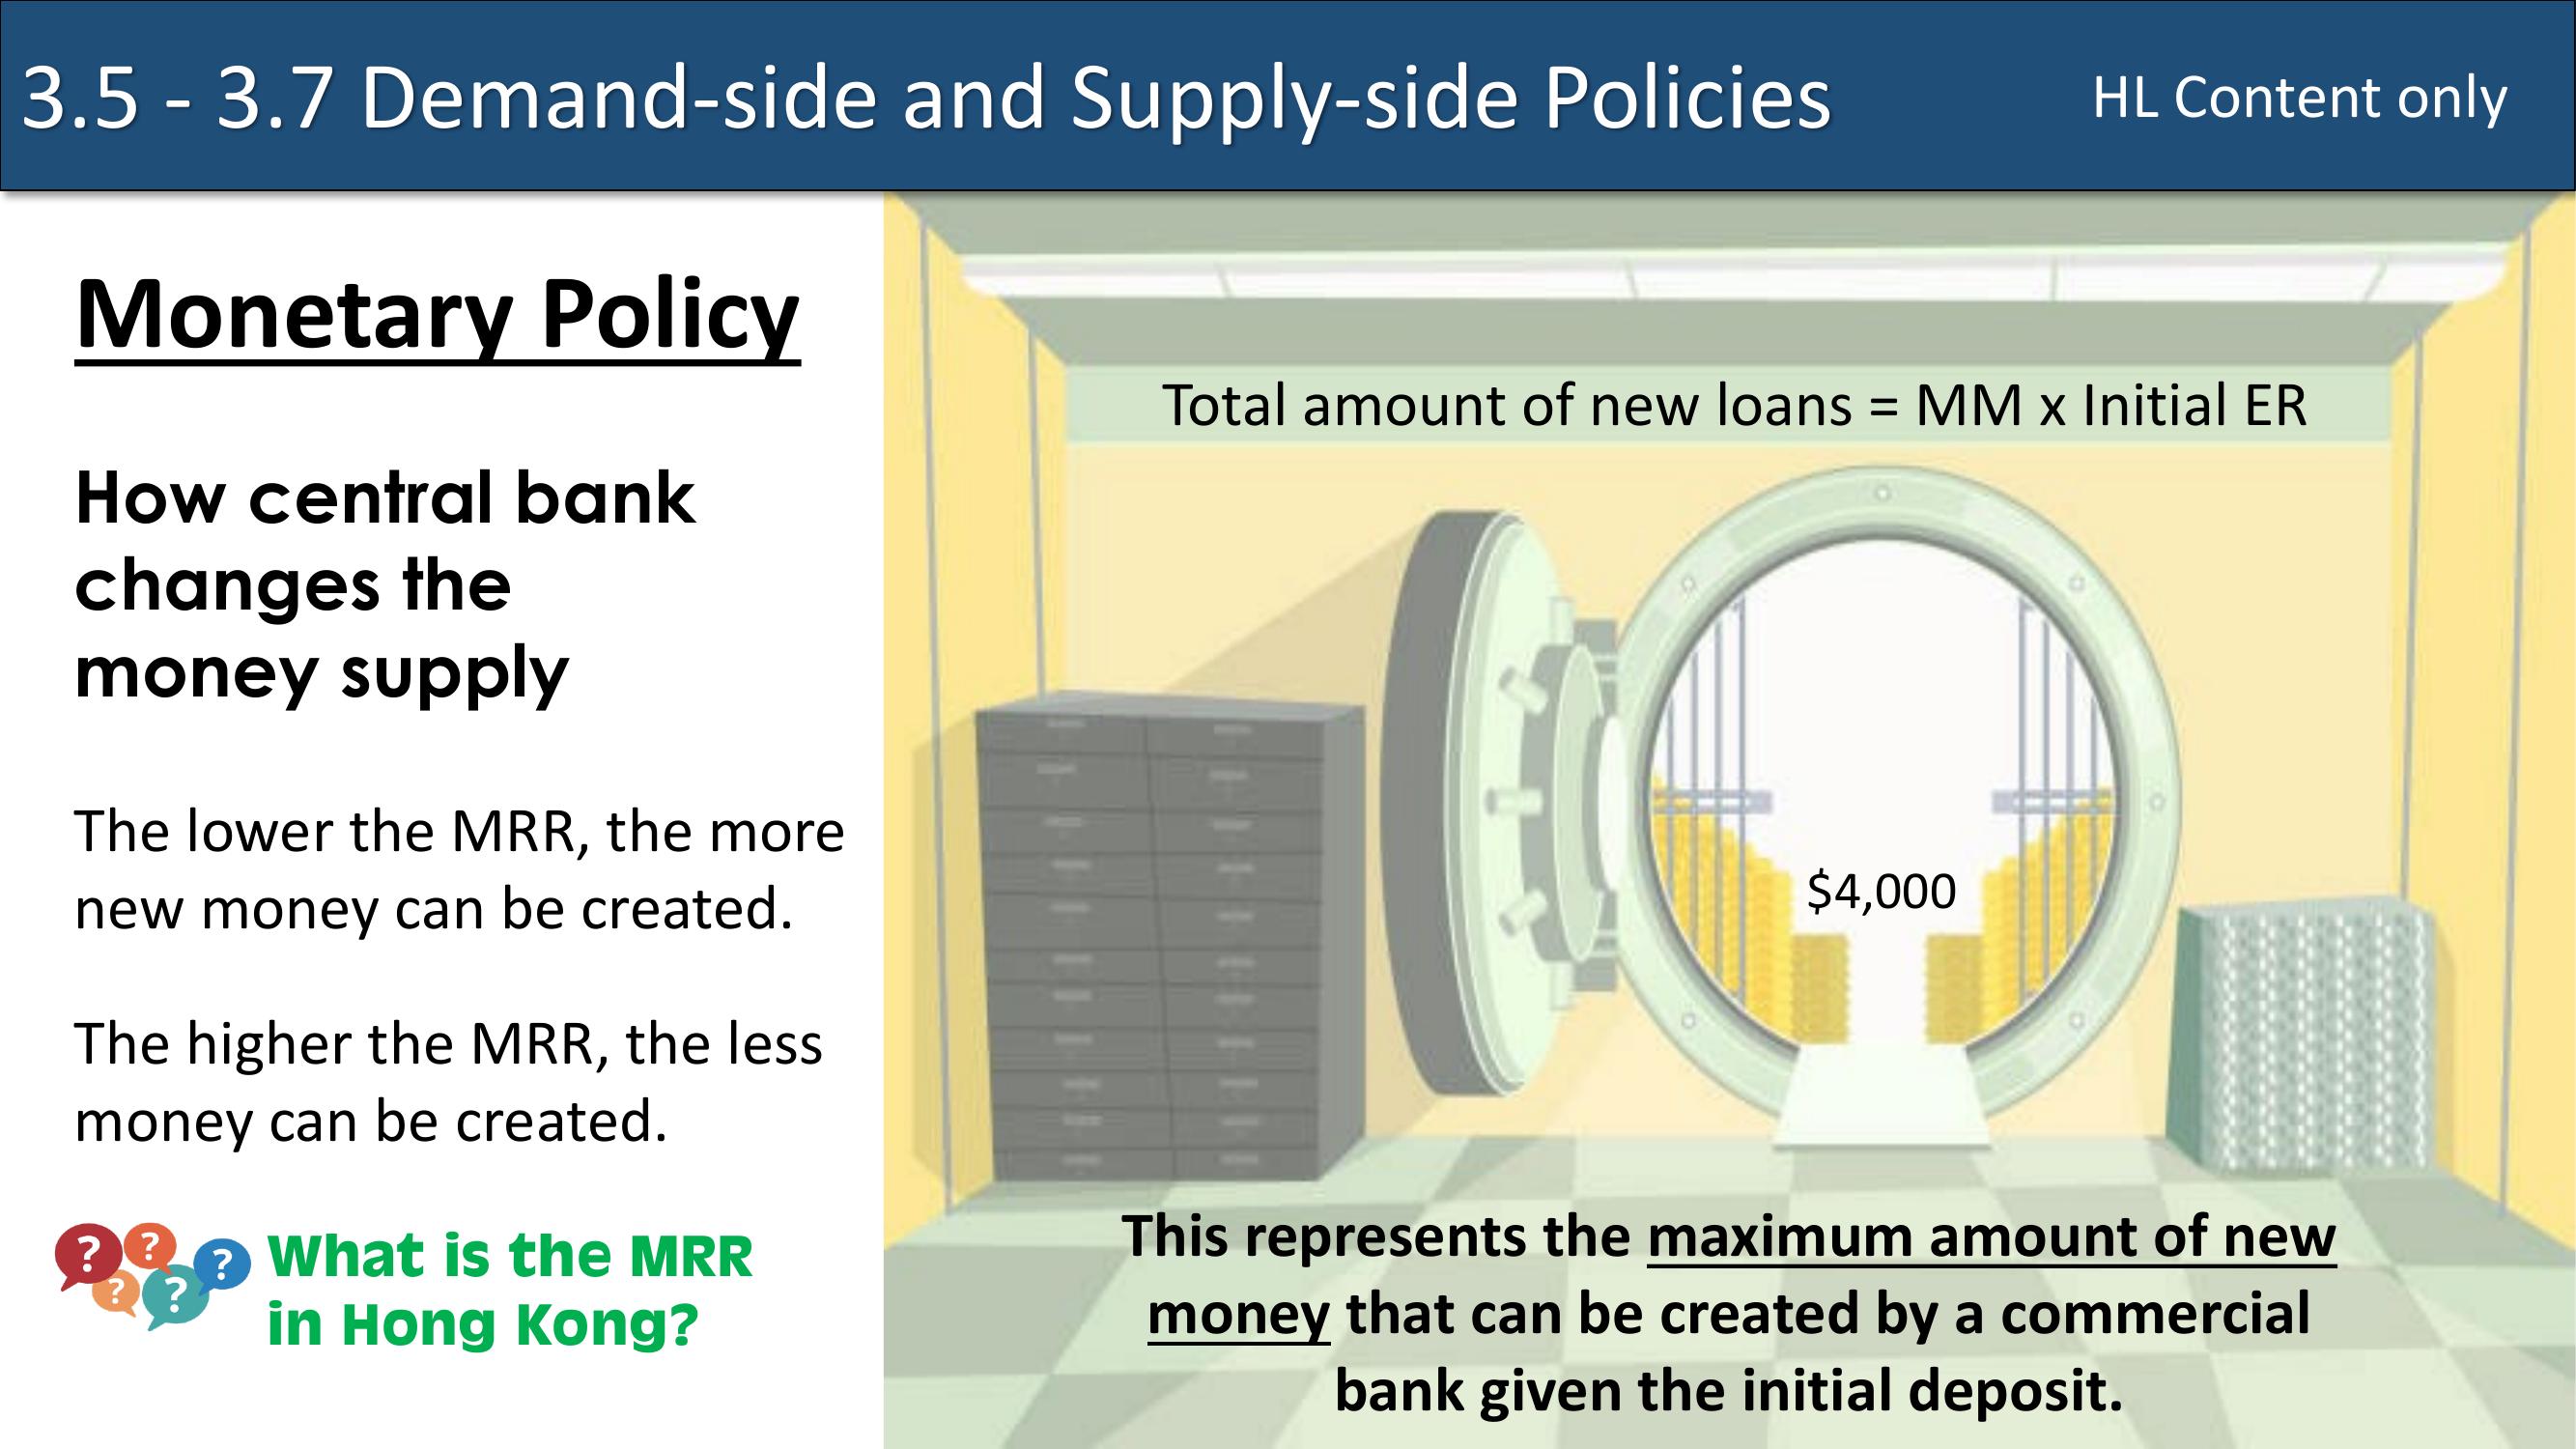 3.5 - 3.7 Demand-side and Supply-side Policies
HL Content only
Monetary Policy
How central bank
changes the
money supply
The lower the MRR, the more
new money can be created.
The higher the MRR, the less
money can be created.
? ? ? ? ?
What is the MRR
in Hong Kong?
Total amount of new loans = MM x Initial ER
$4,000
This represents the maximum amount of new
money that can be created by a commercial
bank given the initial deposit.